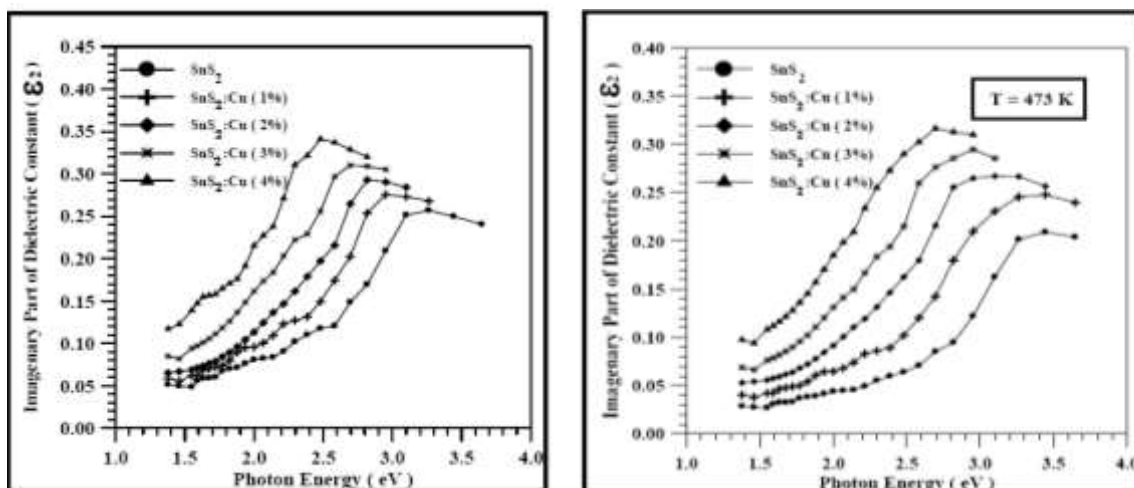 Imagenary Part of Dielectric Constant ( ε2 )
0.45
0.40
0.35
0.30
0.25
0.20
0.15
0.10
0.05
0.00
SnS2
SnS2:Cu ( 1%)
SnS2:Cu ( 2%)
SnS2:Cu ( 3%)
SnS2:Cu ( 4%)
1.0 1.5 2.0 2.5 3.0 3.5 4.0
Photon Energy ( eV )
Imagenary Part of Dielectric Constant ( ε2 )
0.40
0.35
0.30
0.25
0.20
0.15
0.10
0.05
0.00
SnS2
SnS2:Cu ( 1%)
SnS2:Cu ( 2%)
SnS2:Cu ( 3%)
SnS2:Cu ( 4%)
T = 473 K
1.0 1.5 2.0 2.5 3.0 3.5 4.0
Photon Energy ( eV )